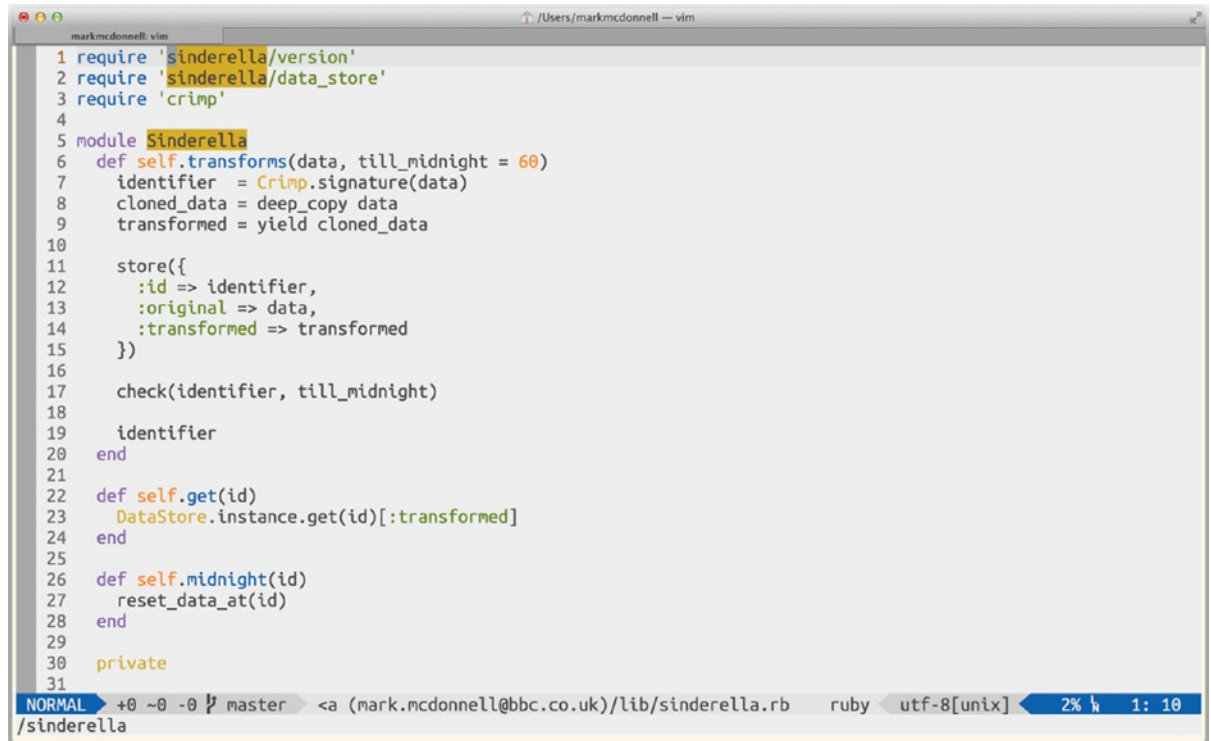 /Users/markmcdonnell — vim
markmcdonnell: vim
1 require 'sinderella/version'
2 require 'sinderella/data_store'
3 require 'crimp'
4
5 module Sinderella
6   def self.transforms(data, till_midnight = 60)
7     identifier  = Crimp.signature(data)
8     cloned_data = deep_copy data
9     transformed = yield cloned_data
10
11     store({
12       :id => identifier,
13       :original => data,
14       :transformed => transformed
15     })
16
17     check(identifier, till_midnight)
18
19     identifier
20   end
21
22   def self.get(id)
23     DataStore.instance.get(id)[:transformed]
24   end
25
26   def self.midnight(id)
27     reset_data_at(id)
28   end
29
30   private
31
NORMAL +0 ~0 -0 master <a (mark.mcdonnell@bbc.co.uk)/lib/sinderella.rb ruby utf-8[unix] 2% LN 1: 10
/sinderella